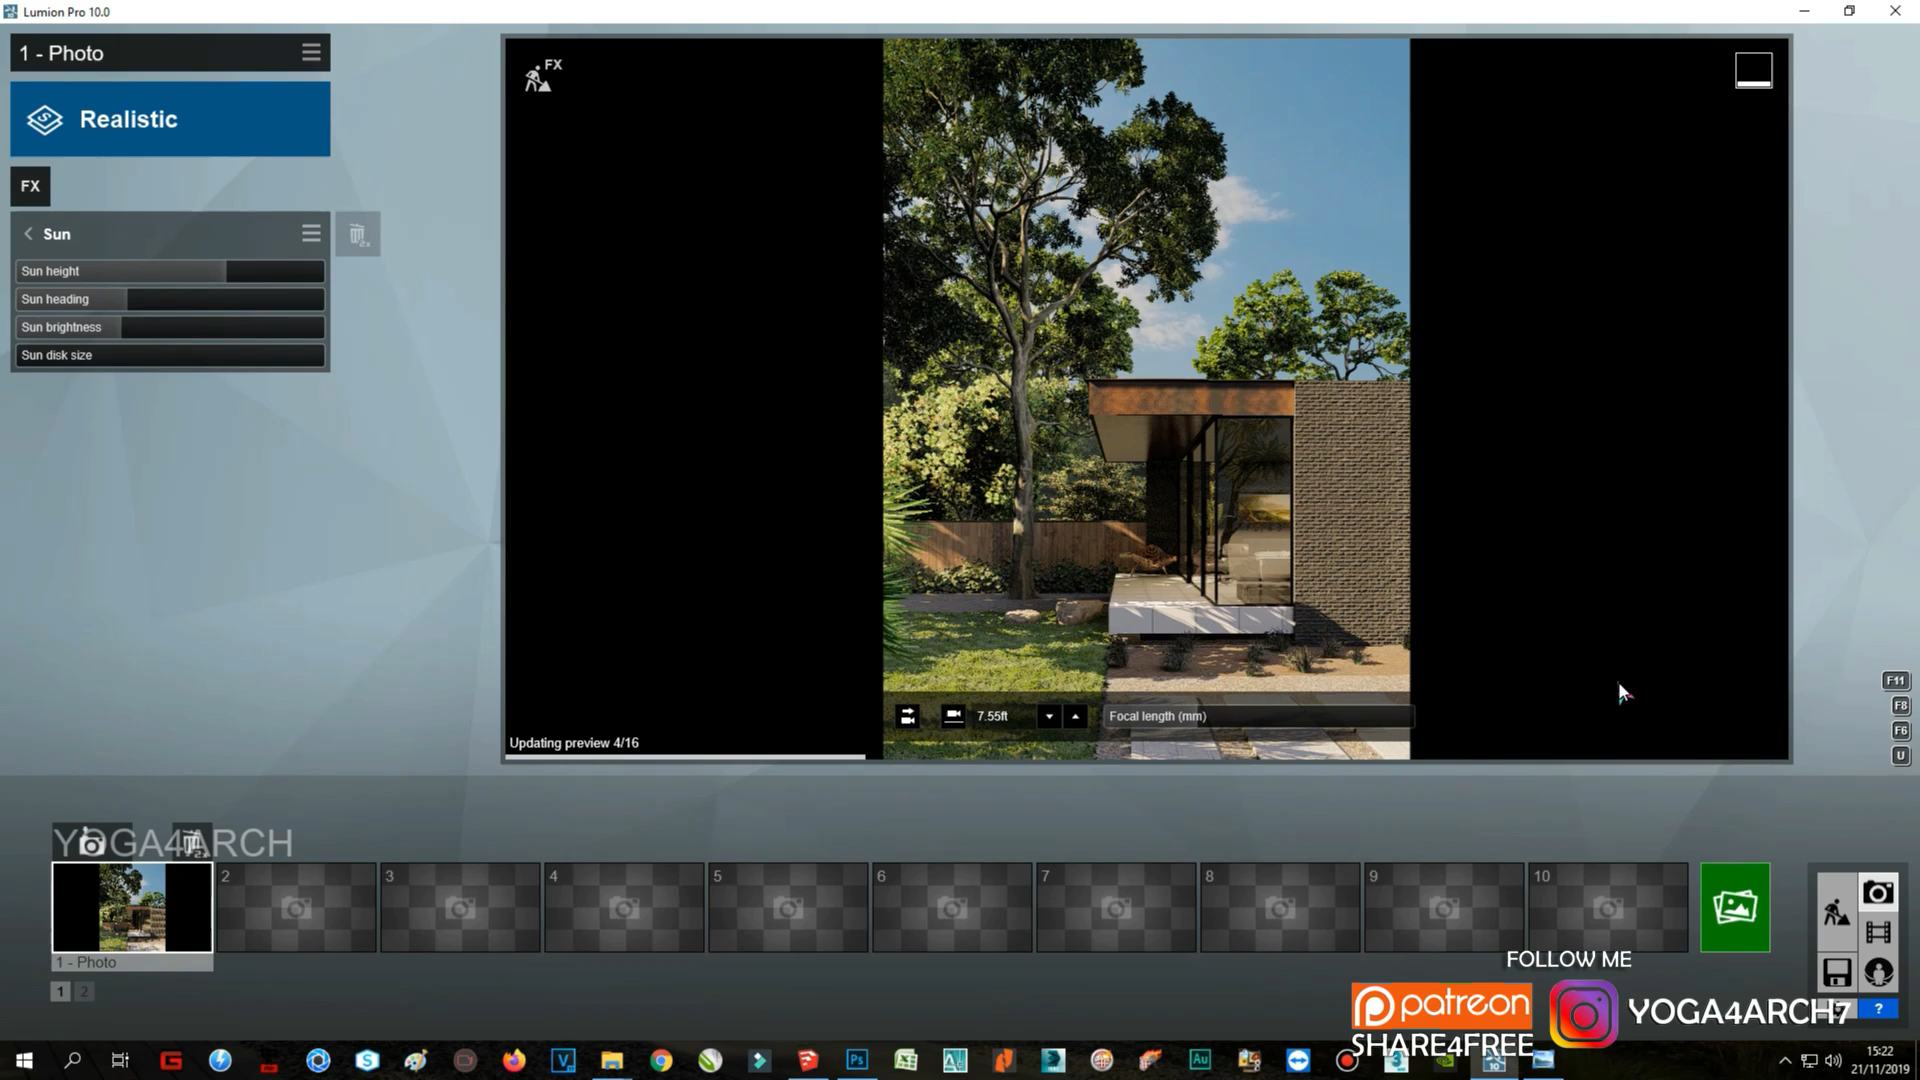 Lumion Pro 10.0
1 - Photo
Realistic
FX
FX
Sun
Sun height
Sun heading
Sun brightness
Sun disk size
7.55ft
Focal length (mm)
Updating preview 4/16
F11
F8
F6
U
YOGA4ARCH
2
3
4
5
6
7
8
9
10
1 - Photo
1 2
?
FOLLOW ME
patreon
YOGA4ARCH7
SHARE4FREE
Ps
Au
15:22
21/11/2019